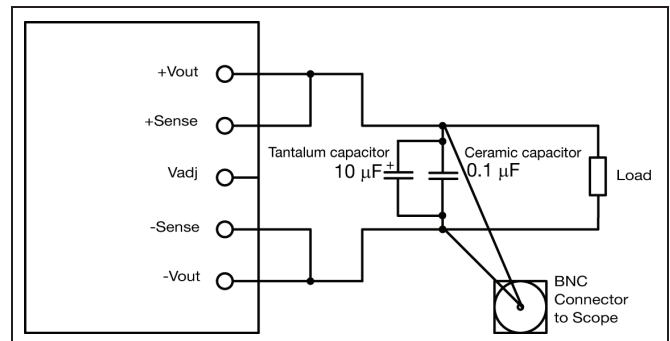 +Vout
+Sense
Vadj
-Sense
-Vout
Tantalum capacitor
10 μF
+
Ceramic capacitor
0.1 μF
Load
BNC
Connector
to Scope